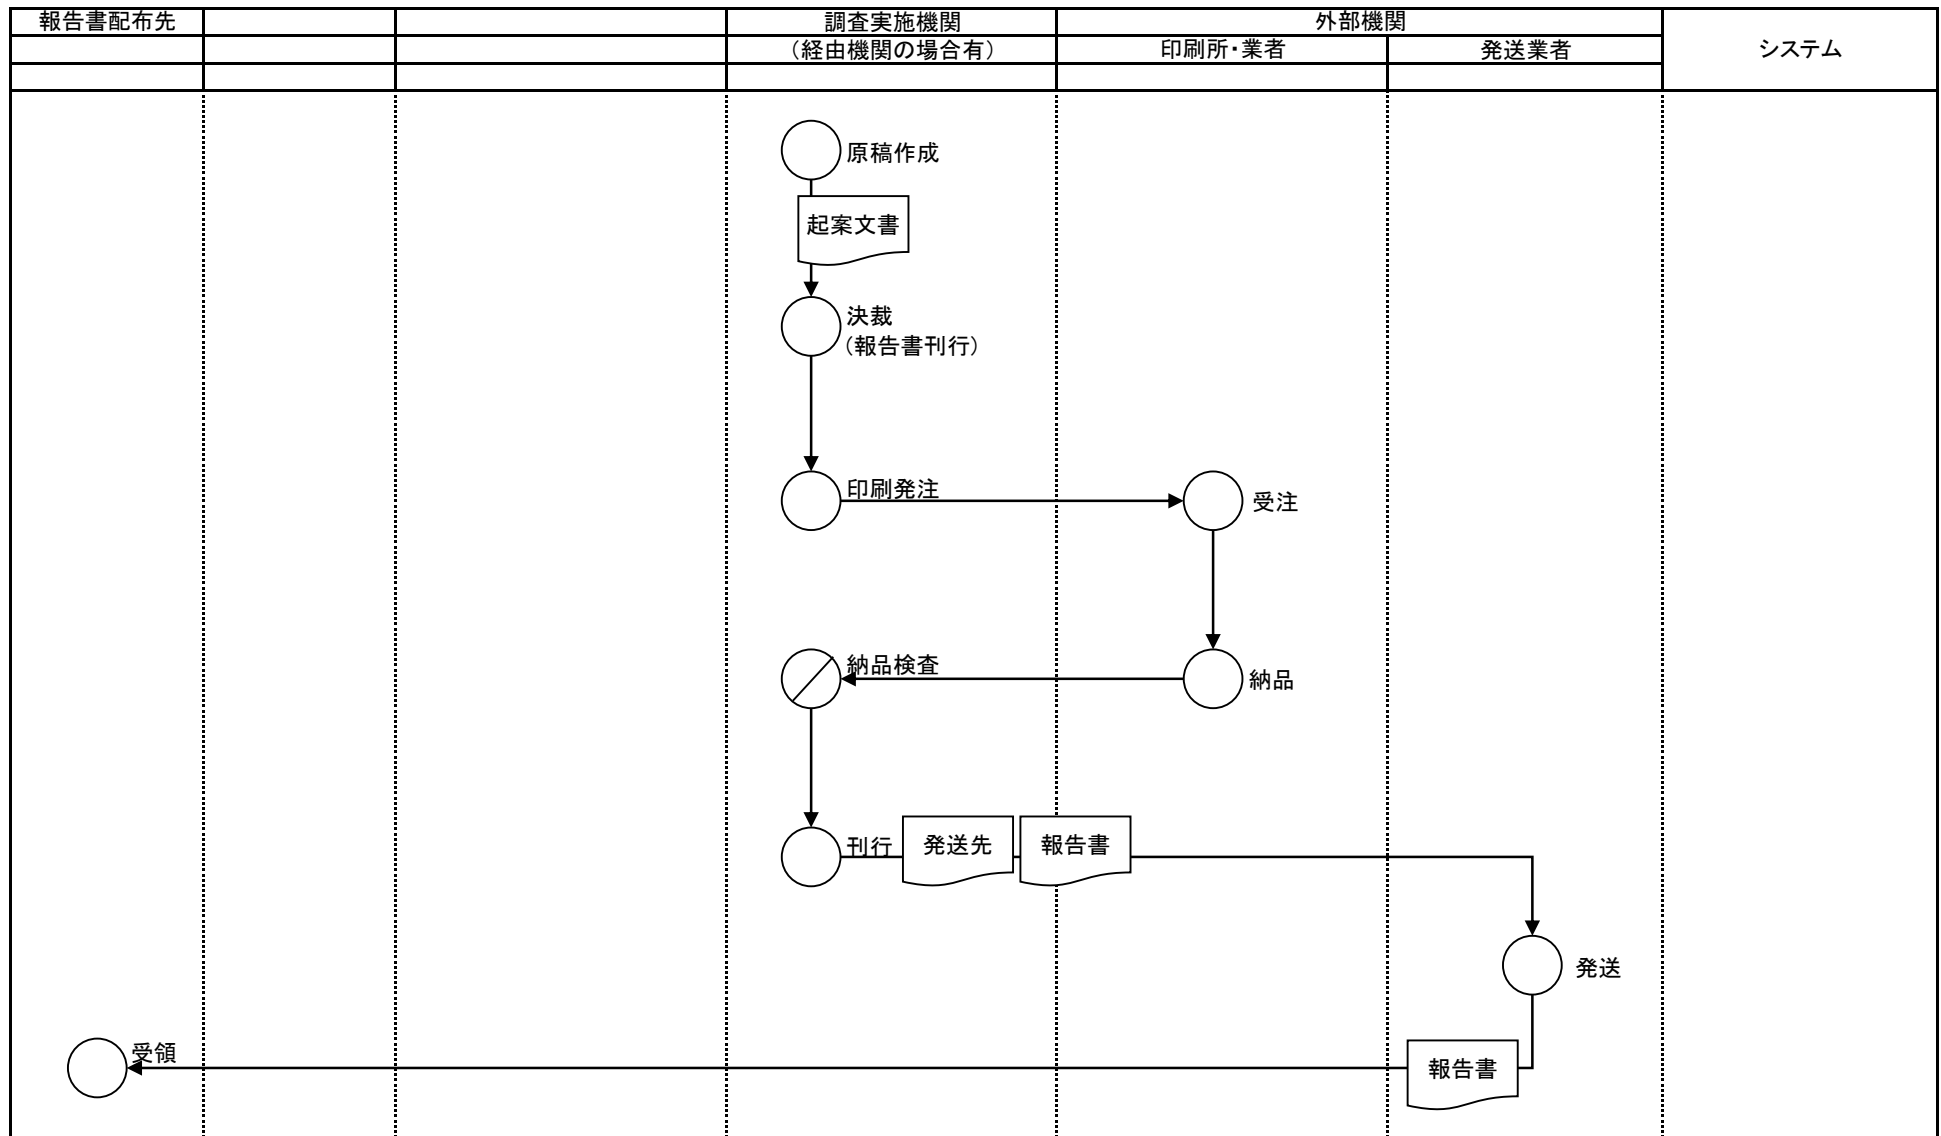 報告書配布先
調査実施機関
外部機関
(経由機関の場合有)
印刷所・業者
発送業者
システム
原稿作成
起案文書
決裁
(報告書刊行)
印刷発注
受注
納品検査
納品
刊行
発送先
報告書
発送
受領
報告書